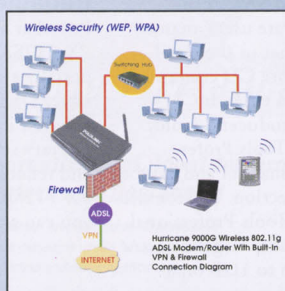 Wireless Security (WEP, WPA)
Switching Hub
Firewall
ADSL
VPN
INTERNET
Hurricane 9000G Wireless 802.11g
ADSL Modem/Router With Built-In
VPN & Firewall
Connection Diagram